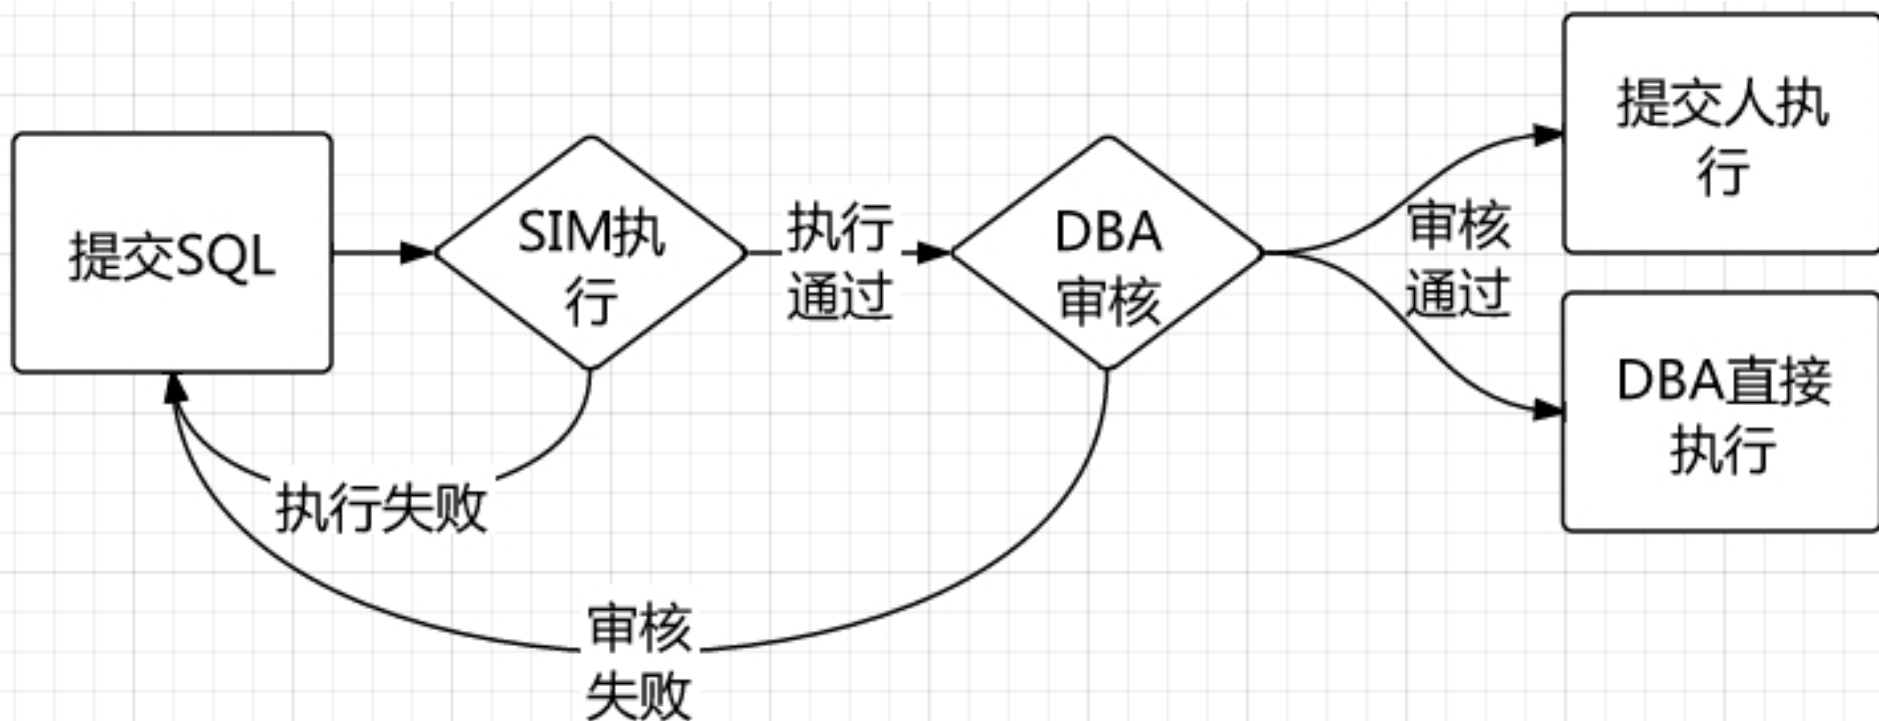 提交SQL
SIM执
行
执行
通过
DBA
审核
审核
通过
提交人执
行
DBA直接
执行
执行失败
审核
失败